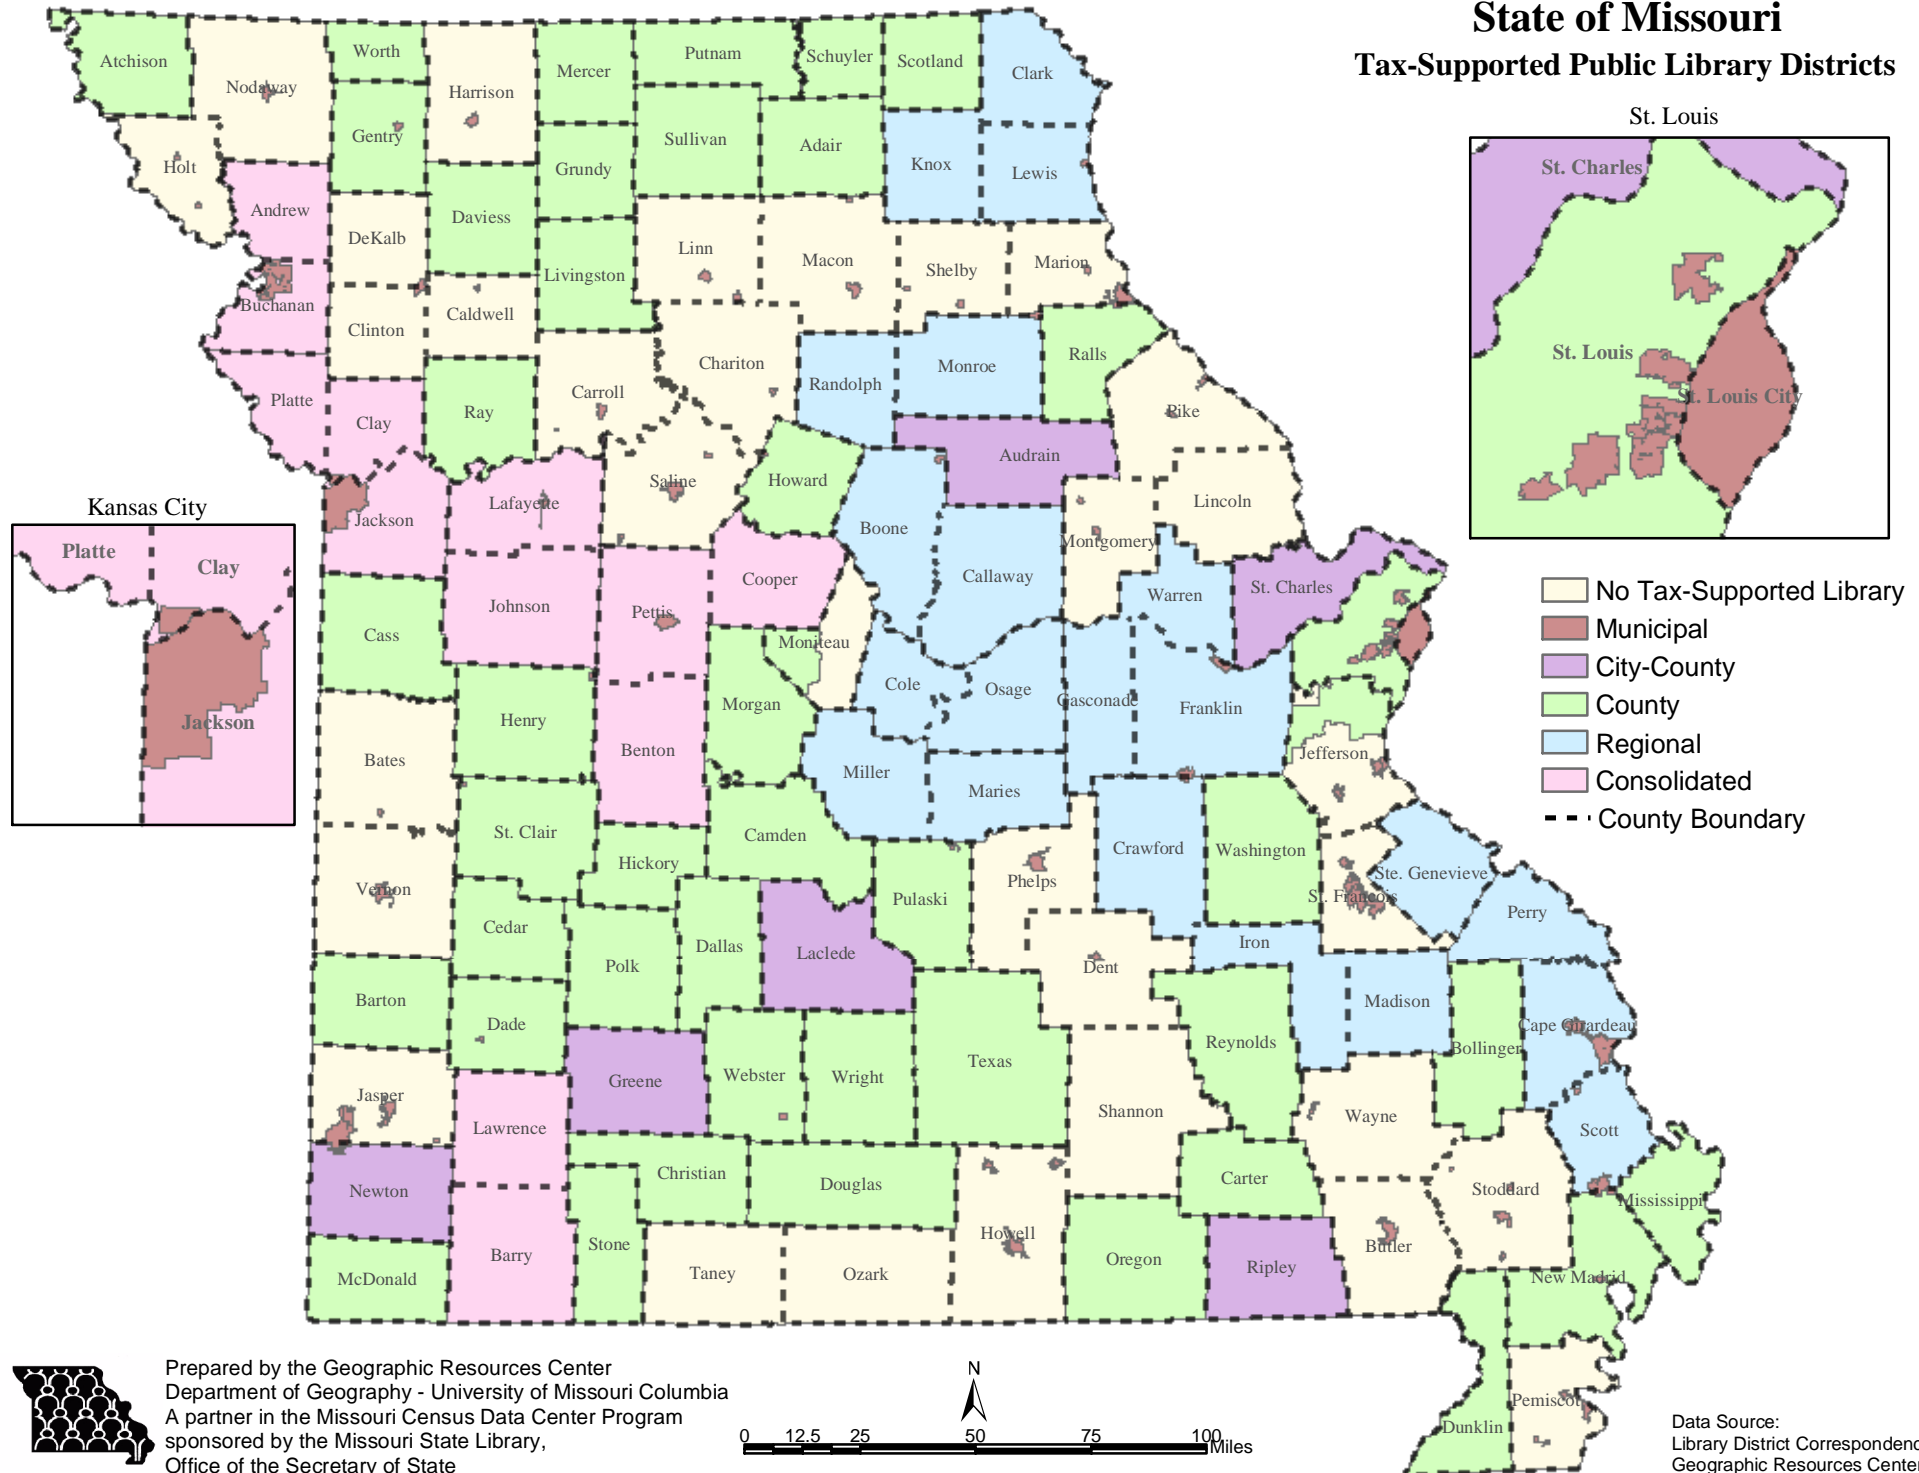 State of Missouri
Tax-Supported Public Library Districts
St. Louis
St. Charles
St. Louis
St. Louis City
Kansas City
Platte
Clay
Jackson
No Tax-Supported Library
Municipal
City-County
County
Regional
Consolidated
County Boundary
Atchison
Nodaway
Worth
Harrison
Mercer
Putnam
Schuyler
Scotland
Clark
Gentry
Holt
Andrew
DeKalb
Daviess
Grundy
Sullivan
Adair
Knox
Lewis
Buchanan
Clinton
Caldwell
Livingston
Linn
Macon
Shelby
Marion
Platte
Clay
Ray
Carroll
Chariton
Randolph
Monroe
Ralls
Pike
Jackson
Lafayette
Saline
Howard
Boone
Audrain
Callaway
Montgomery
Lincoln
Warren
St. Charles
Cass
Johnson
Pettis
Cooper
Moniteau
Cole
Osage
Gasconade
Franklin
Jefferson
Bates
Henry
Benton
Morgan
Miller
Maries
Camden
St. Clair
Hickory
Vernon
Cedar
Polk
Dallas
Laclede
Pulaski
Phelps
Crawford
Washington
St. Francois
Ste. Genevieve
Perry
Dent
Iron
Madison
Bollinger
Cape Girardeau
Barton
Dade
Greene
Webster
Wright
Texas
Reynolds
Shannon
Wayne
Scott
Jasper
Lawrence
Christian
Douglas
Carter
Stoddard
Mississippi
Newton
Barry
Stone
Taney
Ozark
Howell
Oregon
Ripley
Butler
New Madrid
McDonald
Pemiscot
Dunklin
Prepared by the Geographic Resources Center
Department of Geography - University of Missouri Columbia
A partner in the Missouri Census Data Center Program
sponsored by the Missouri State Library,
Office of the Secretary of State
N
0 12.5 25 50 75 100
Miles
Data Source:
Library District Correspondenc
Geographic Resources Center